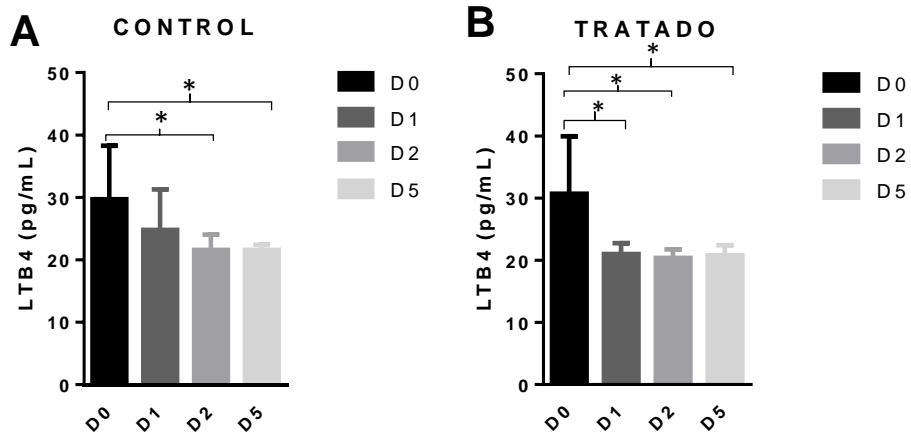 A
CONTROL
LTB4 (pg/mL)
50
40
30
20
10
0
*
*
D0
D1
D2
D5
D0
D1
D2
D5
B
TRATADO
LTB4 (pg/mL)
50
40
30
20
10
0
*
*
*
D0
D1
D2
D5
D0
D1
D2
D5